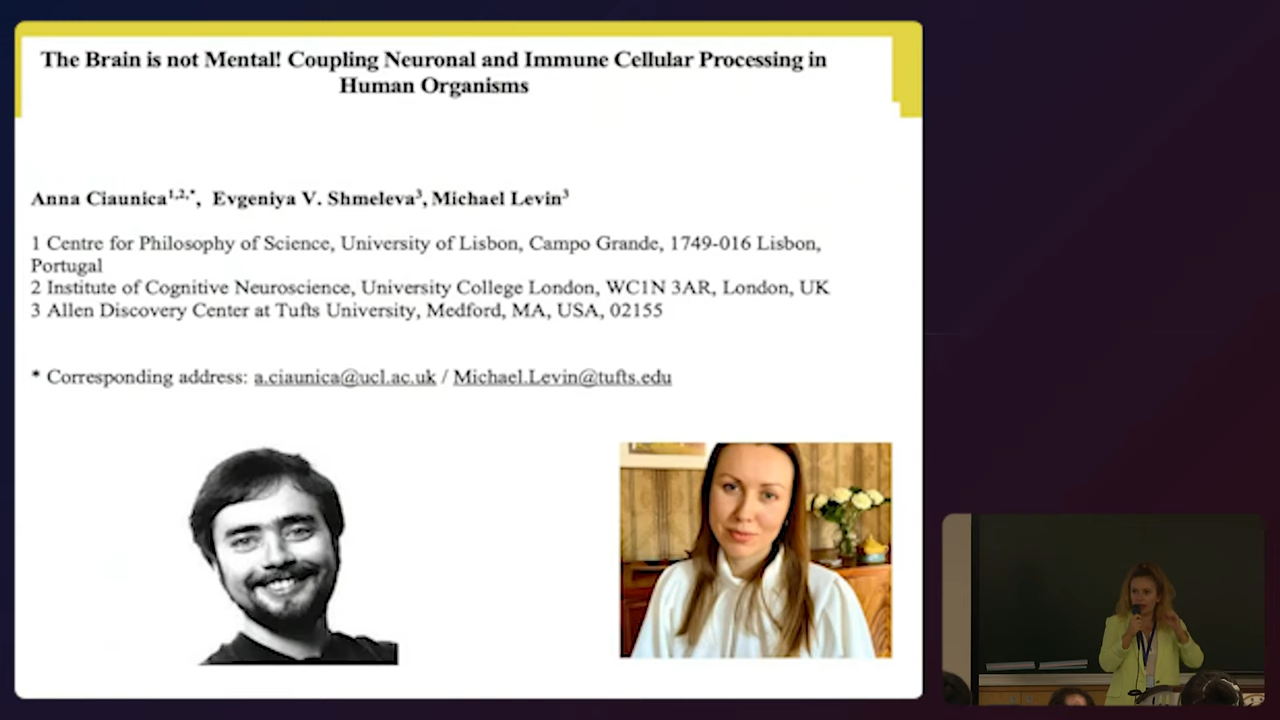 The Brain is not Mental! Coupling Neuronal and Immune Cellular Processing in
Human Organisms
Anna Ciaunica1,2,*, Evgeniya V. Shmeleva3, Michael Levin3
1 Centre for Philosophy of Science, University of Lisbon, Campo Grande, 1749-016 Lisbon,
Portugal
2 Institute of Cognitive Neuroscience, University College London, WC1N 3AR, London, UK
3 Allen Discovery Center at Tufts University, Medford, MA, USA, 02155
* Corresponding address: a.ciaunica@ucl.ac.uk / Michael.Levin@tufts.edu